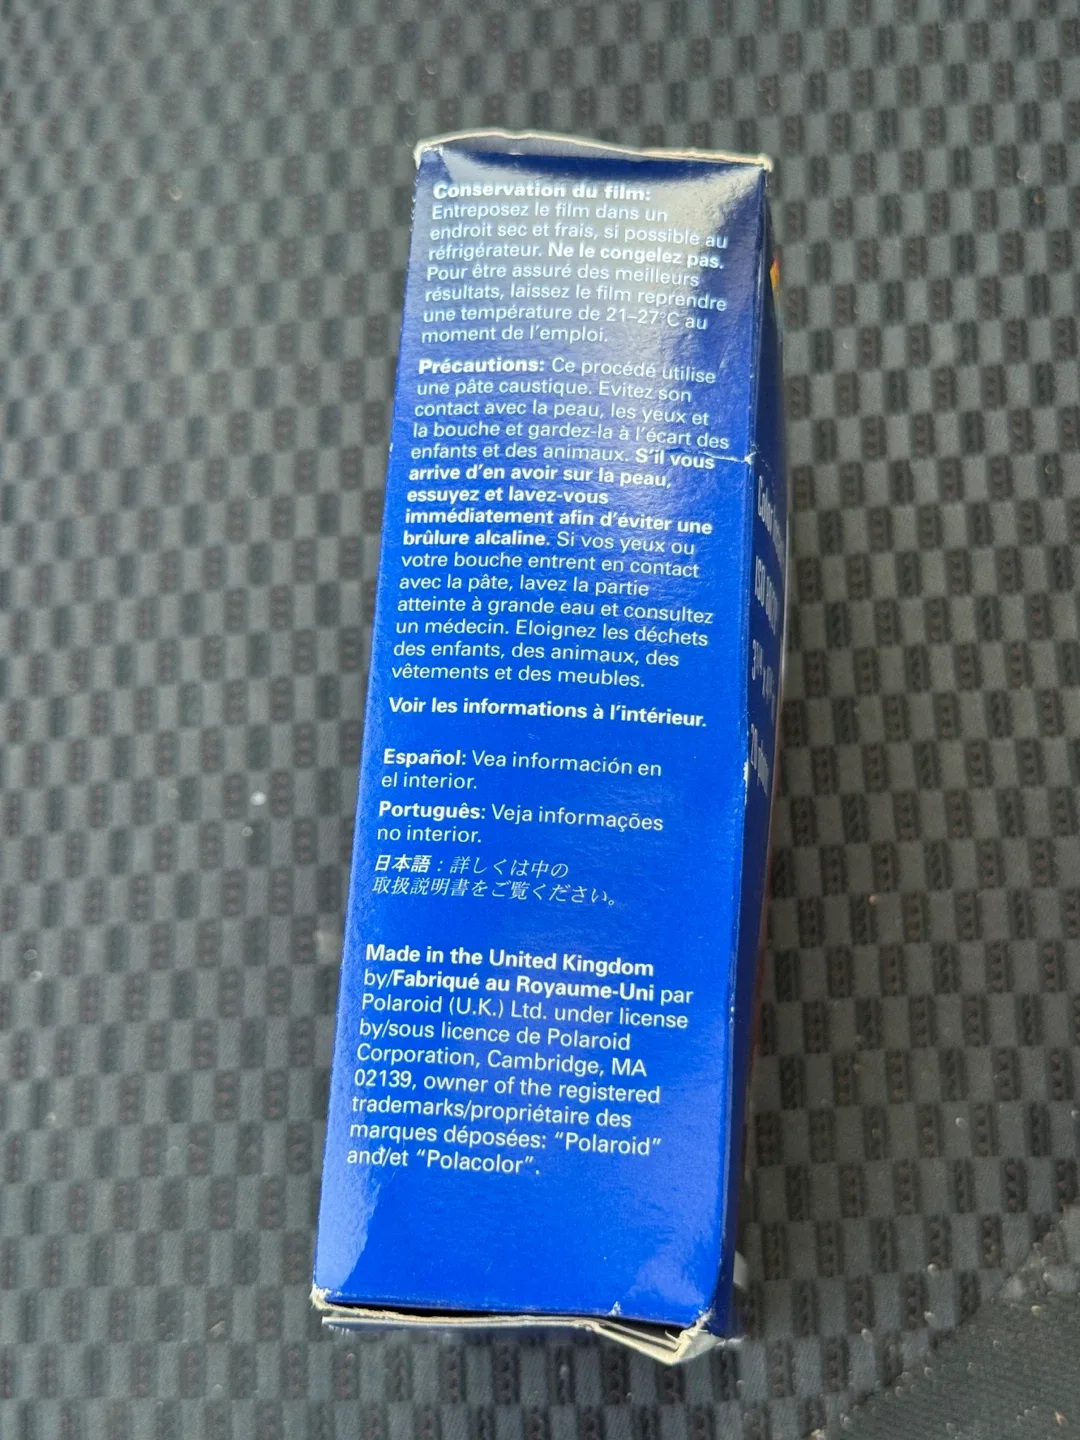 Conservation du film:
Entreposez le film dans un
endroit sec et frais, si possible au
réfrigérateur. Ne le congelez pas.
Pour être assuré des meilleurs
résultats, laissez le film reprendre
une température de 21–27°C au
moment de l'emploi.
Précautions: Ce procédé utilise
une pâte caustique. Evitez son
contact avec la peau, les yeux et
la bouche et gardez-la à l'écart des
enfants et des animaux. S'il vous
arrive d'en avoir sur la peau,
essuyez et lavez-vous
immédiatement afin d'éviter une
brûlure alcaline. Si vos yeux ou
votre bouche entrent en contact
avec la pâte, lavez la partie
atteinte à grande eau et consultez
un médecin. Eloignez les déchets
des enfants, des animaux, des
vêtements et des meubles.
Voir les informations à l'intérieur.
Español: Vea información en
el interior.
Português: Veja informações
no interior.
日本語：詳しくは中の
取扱説明書をご覧ください。
Made in the United Kingdom
by/Fabriqué au Royaume-Uni par
Polaroid (U.K.) Ltd. under license
by/sous licence de Polaroid
Corporation, Cambridge, MA
02139, owner of the registered
trademarks/propriétaire des
marques déposées: “Polaroid”
and/et “Polacolor”.
Color
ISO
20